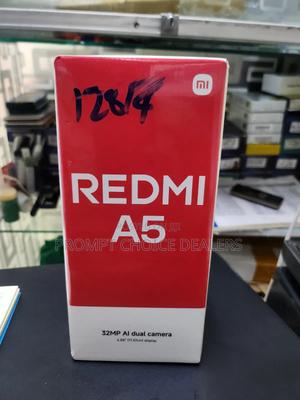 mi
128/4
REDMI
A5
PROMPT CHOICE DEALERS
32MP AI dual camera